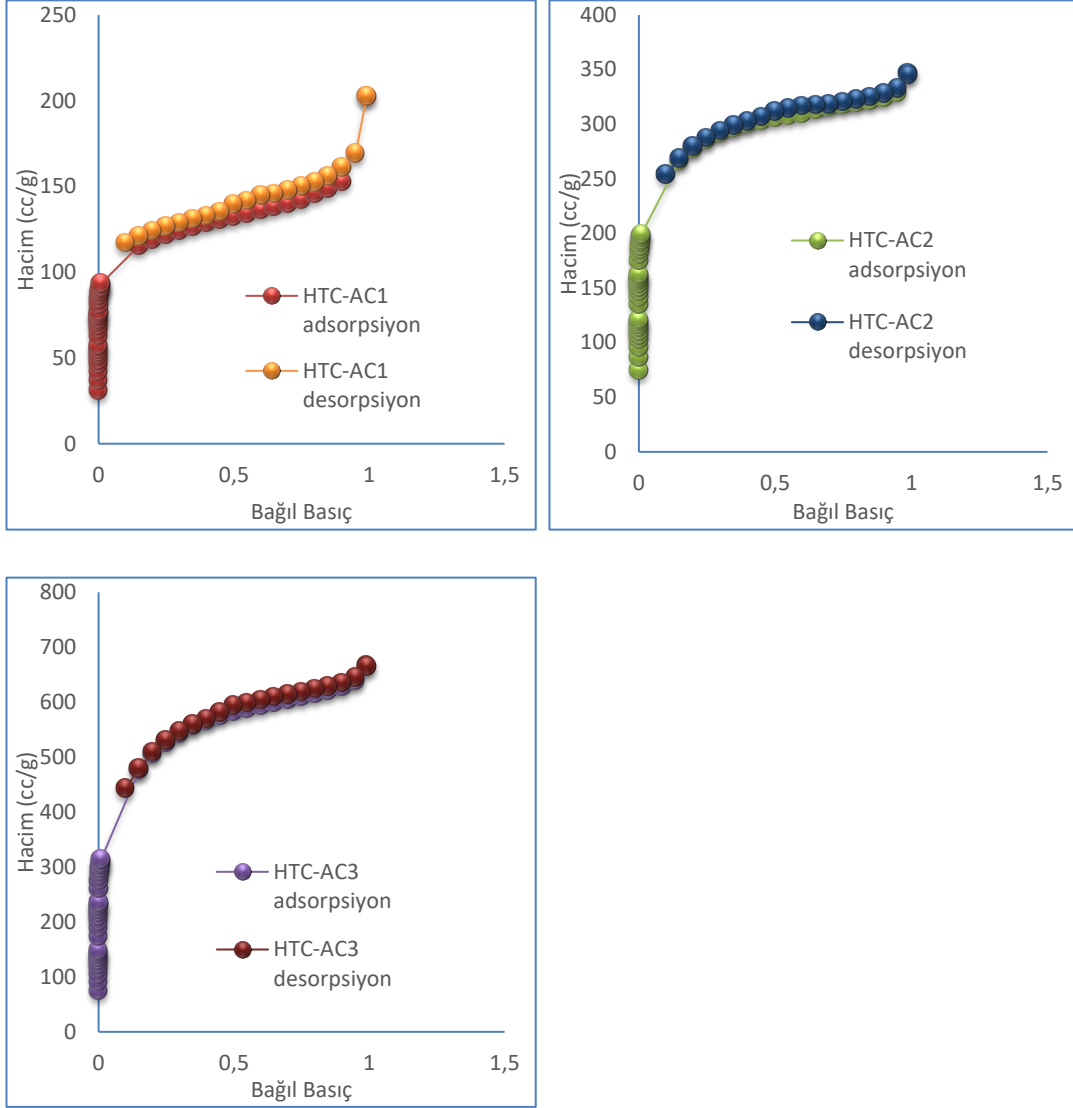 250
200
150
100
50
0
Hacim (cc/g)
HTC-AC1
adsorpsiyon
HTC-AC1
desorpsiyon
0
0,5
1
1,5
Bağıl Basıç
400
350
300
250
200
150
100
50
0
Hacim (cc/g)
HTC-AC2
adsorpsiyon
HTC-AC2
desorpsiyon
0
0,5
1
1,5
Bağıl Basıç
800
700
600
500
400
300
200
100
0
Hacim (cc/g)
HTC-AC3
adsorpsiyon
HTC-AC3
desorpsiyon
0
0,5
1
1,5
Bağıl Basıç